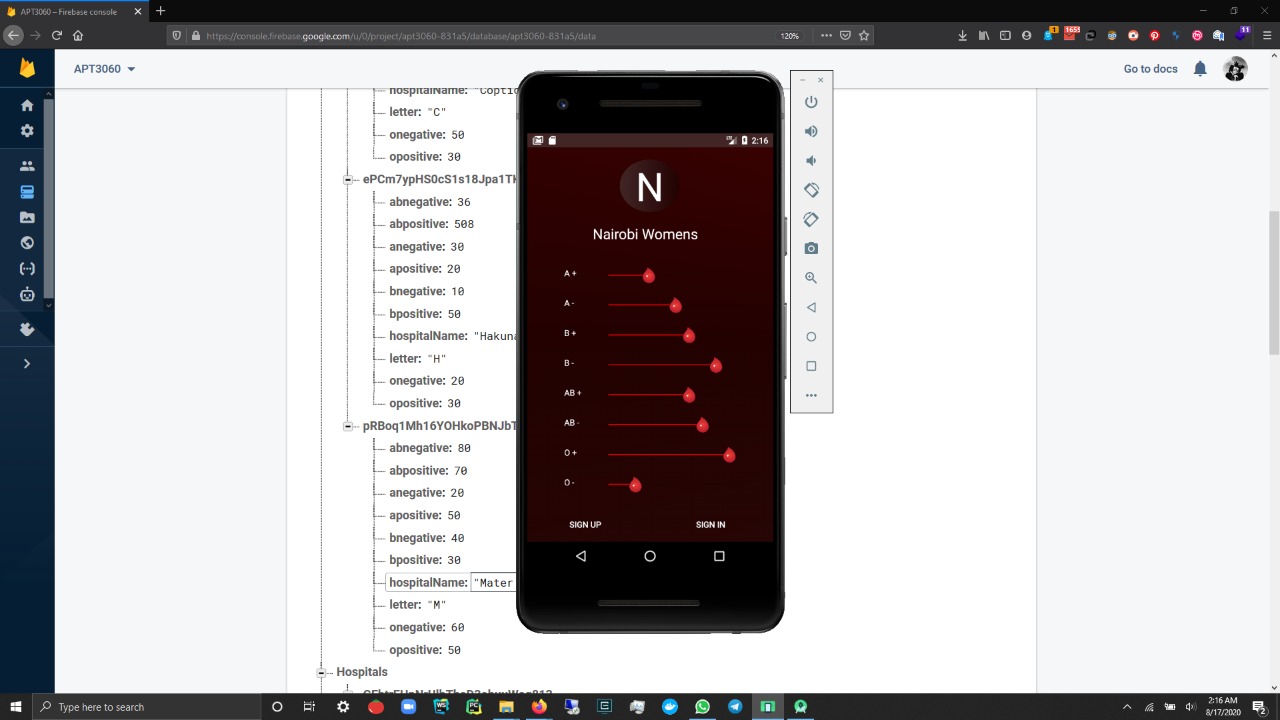 APT3060 – Firebase console
https://console.firebase.google.com/u/0/project/apt3060-831a5/database/apt3060-831a5/data
120%
1
1655
11
APT3060
Go to docs
letter: "C"
onegative: 50
opositive: 30
ePCm7ypHS0cS1s18Jpa1T
abnegative: 36
abpositive: 508
anegative: 30
apositive: 20
bnegative: 10
bpositive: 50
hospitalName: "Hakuna
letter: "H"
onegative: 20
opositive: 30
pRBoq1Mh16YOHkoPBNJbT
abnegative: 80
abpositive: 70
anegative: 20
apositive: 50
bnegative: 40
bpositive: 30
hospitalName: "Mater
letter: "M"
onegative: 60
opositive: 50
Hospitals
2:16
N
Nairobi Womens
A +
A -
B +
B -
AB +
AB -
O +
O -
SIGN UP
SIGN IN
Type here to search
2:16 AM
8/17/2020